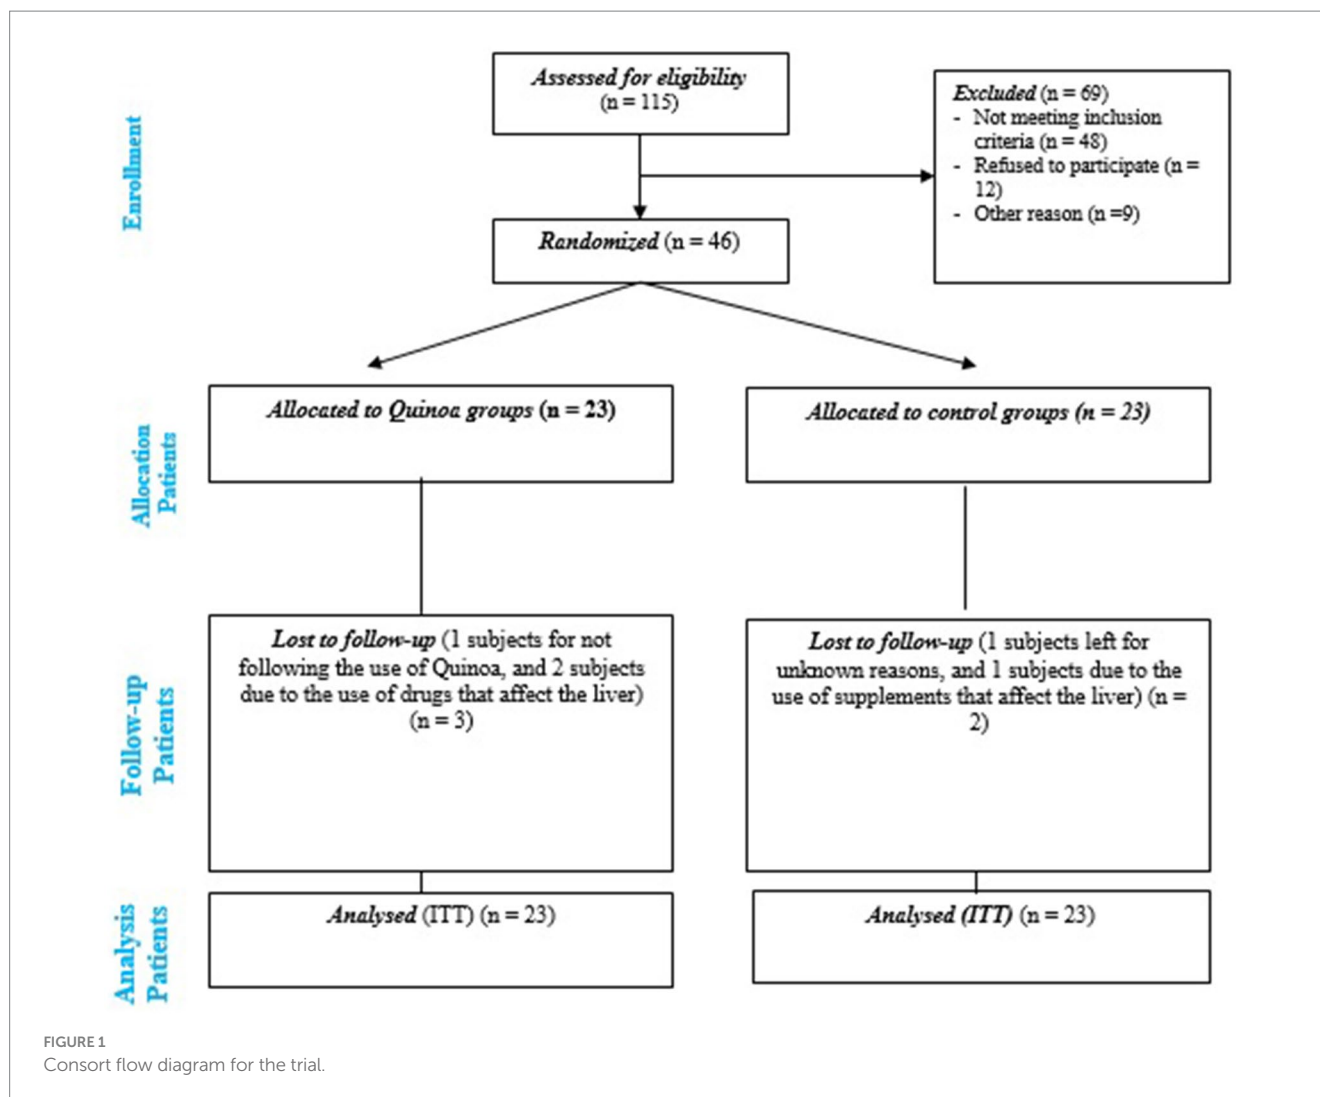 Enrollment
Assessed for eligibility
(n = 115)
Excluded (n = 69)
- Not meeting inclusion
criteria (n = 48)
- Refused to participate (n =
12)
- Other reason (n =9)
Randomized (n = 46)
Allocation
Patients
Allocated to Quinoa groups (n = 23)
Allocated to control groups (n = 23)
Follow-up
Patients
Lost to follow-up (1 subjects for not
following the use of Quinoa, and 2 subjects
due to the use of drugs that affect the liver)
(n = 3)
Lost to follow-up (1 subjects left for
unknown reasons, and 1 subjects due to the
use of supplements that affect the liver) (n =
2)
Analysis
Patients
Analysed (ITT) (n = 23)
Analysed (ITT) (n = 23)
FIGURE 1
Consort flow diagram for the trial.